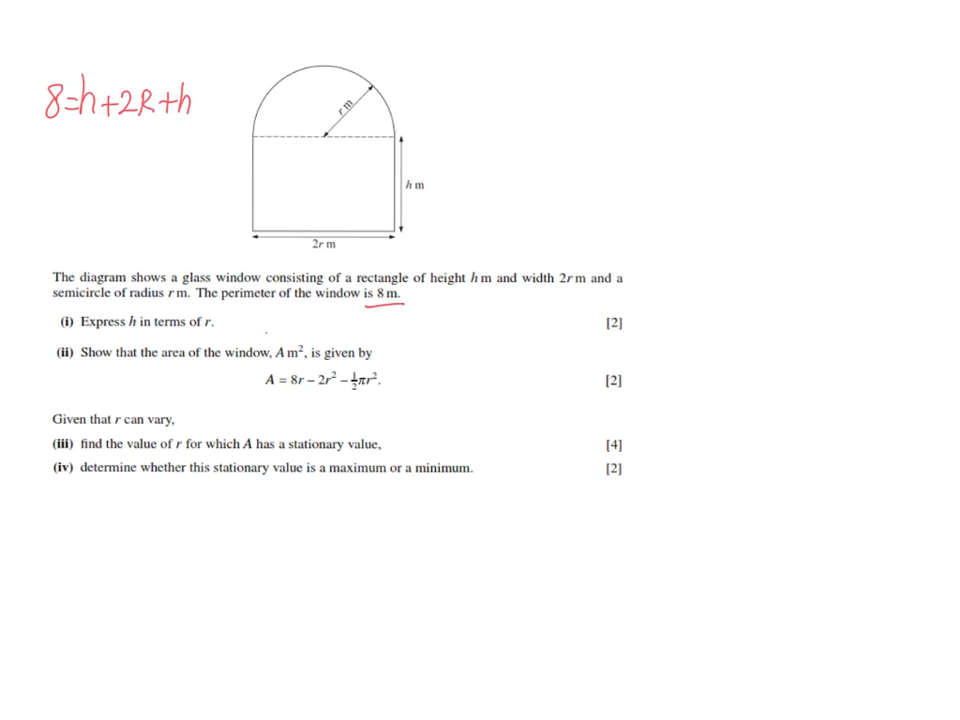 8=h+2R+h
r m
h m
2r m
The diagram shows a glass window consisting of a rectangle of height h m and width 2r m and a
semicircle of radius r m. The perimeter of the window is 8 m.
(i) Express h in terms of r. [2]
(ii) Show that the area of the window, A m², is given by
A = 8r − 2r² − ½πr². [2]
Given that r can vary,
(iii) find the value of r for which A has a stationary value, [4]
(iv) determine whether this stationary value is a maximum or a minimum. [2]